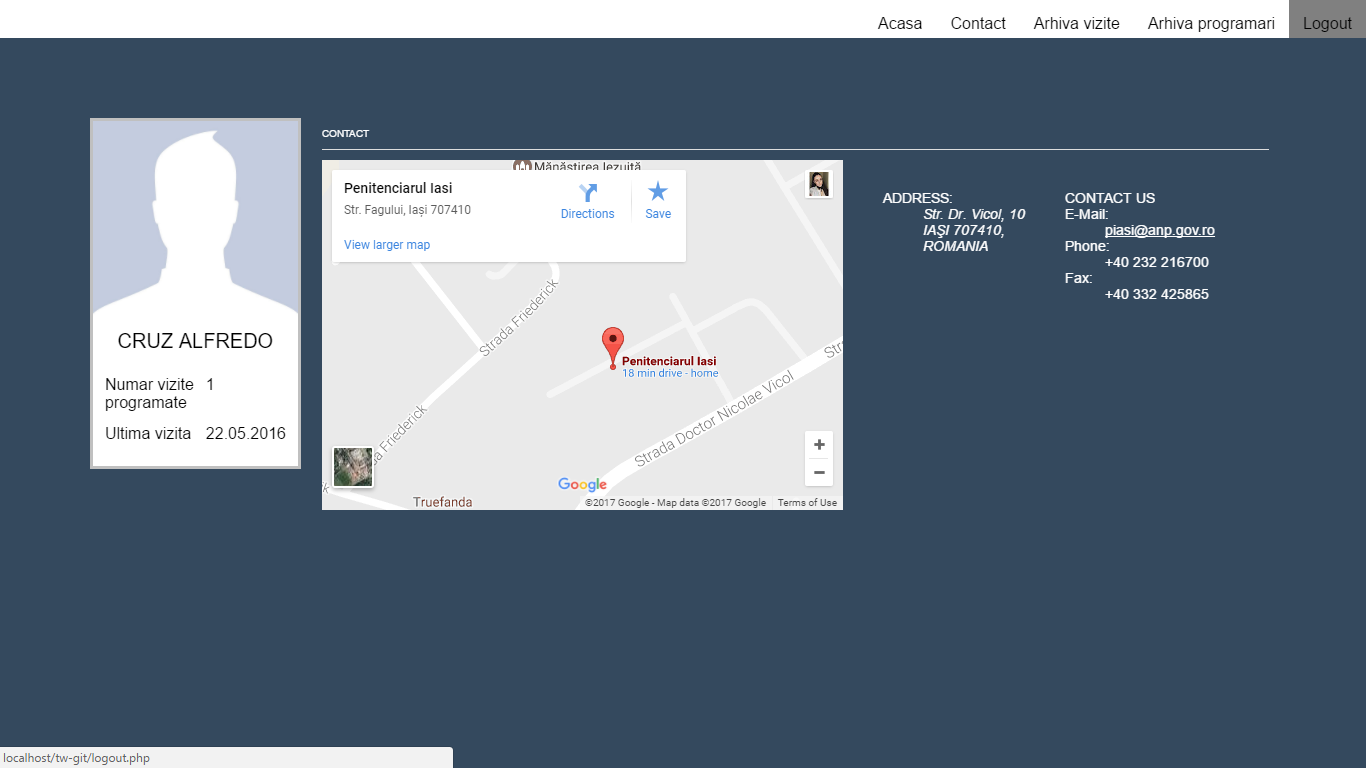 Acasa Contact Arhiva vizite Arhiva programari Logout
CONTACT
CRUZ ALFREDO
Numar vizite programate 1
Ultima vizita 22.05.2016
Mănăstirea Iezuită
Penitenciarul Iasi
Str. Fagului, Iași 707410
View larger map
Directions
Save
Strada Friederick
Penitenciarul Iasi
18 min drive - home
Strada Doctor Nicolae Vicol
Str
da Friederick
k
Truefanda
+
−
Google
©2017 Google - Map data ©2017 Google Terms of Use
ADDRESS:
Str. Dr. Vicol, 10
IAŞI 707410,
ROMANIA
CONTACT US
E-Mail:
piasi@anp.gov.ro
Phone:
+40 232 216700
Fax:
+40 332 425865
localhost/tw-git/logout.php